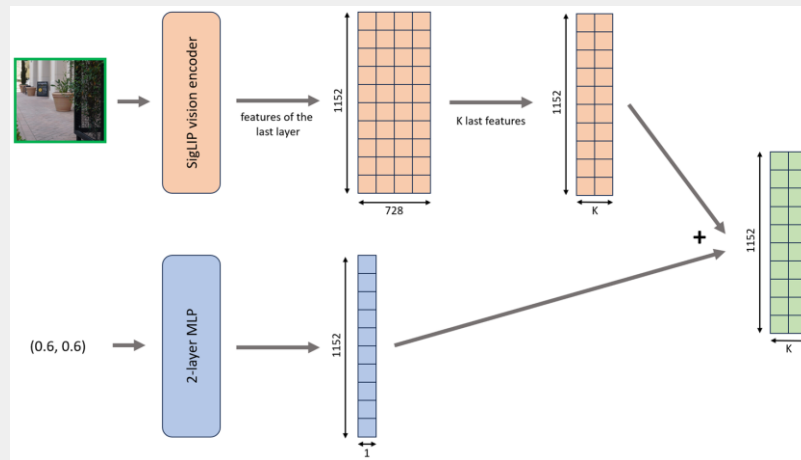 SigLIP vision encoder
features of the
last layer
1152
728
K last features
1152
K
+
1152
K
(0.6, 0.6)
2-layer MLP
1152
1